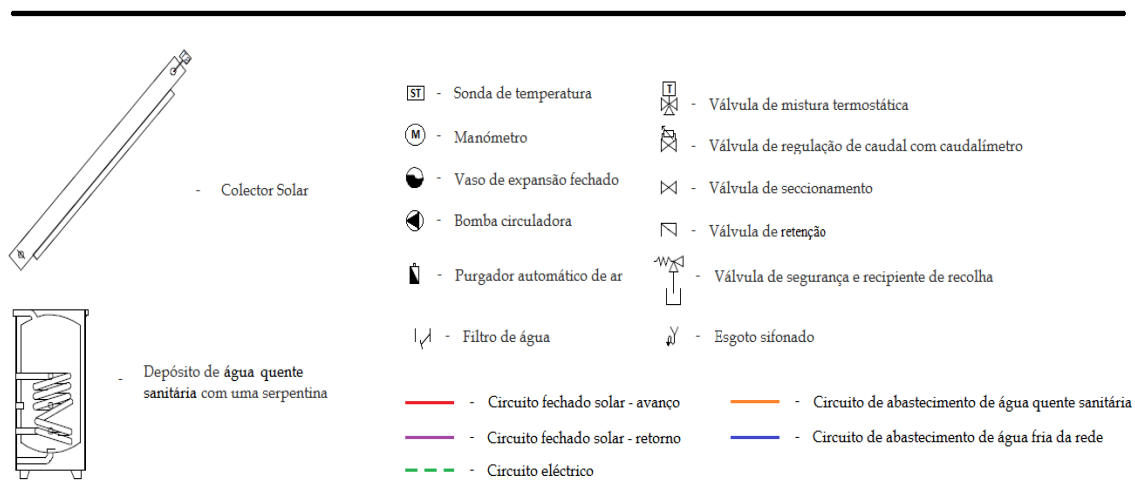 Colector Solar
Depósito de água quente
sanitária com uma serpentina
ST - Sonda de temperatura
M - Manómetro
- Vaso de expansão fechado
- Bomba circuladora
- Purgador automático de ar
- Filtro de água
T - Válvula de mistura termostática
- Válvula de regulação de caudal com caudalímetro
- Válvula de seccionamento
- Válvula de retenção
- Válvula de segurança e recipiente de recolha
- Esgoto sifonado
- Circuito fechado solar - avanço
- Circuito fechado solar - retorno
- Circuito eléctrico
- Circuito de abastecimento de água quente sanitária
- Circuito de abastecimento de água fria da rede